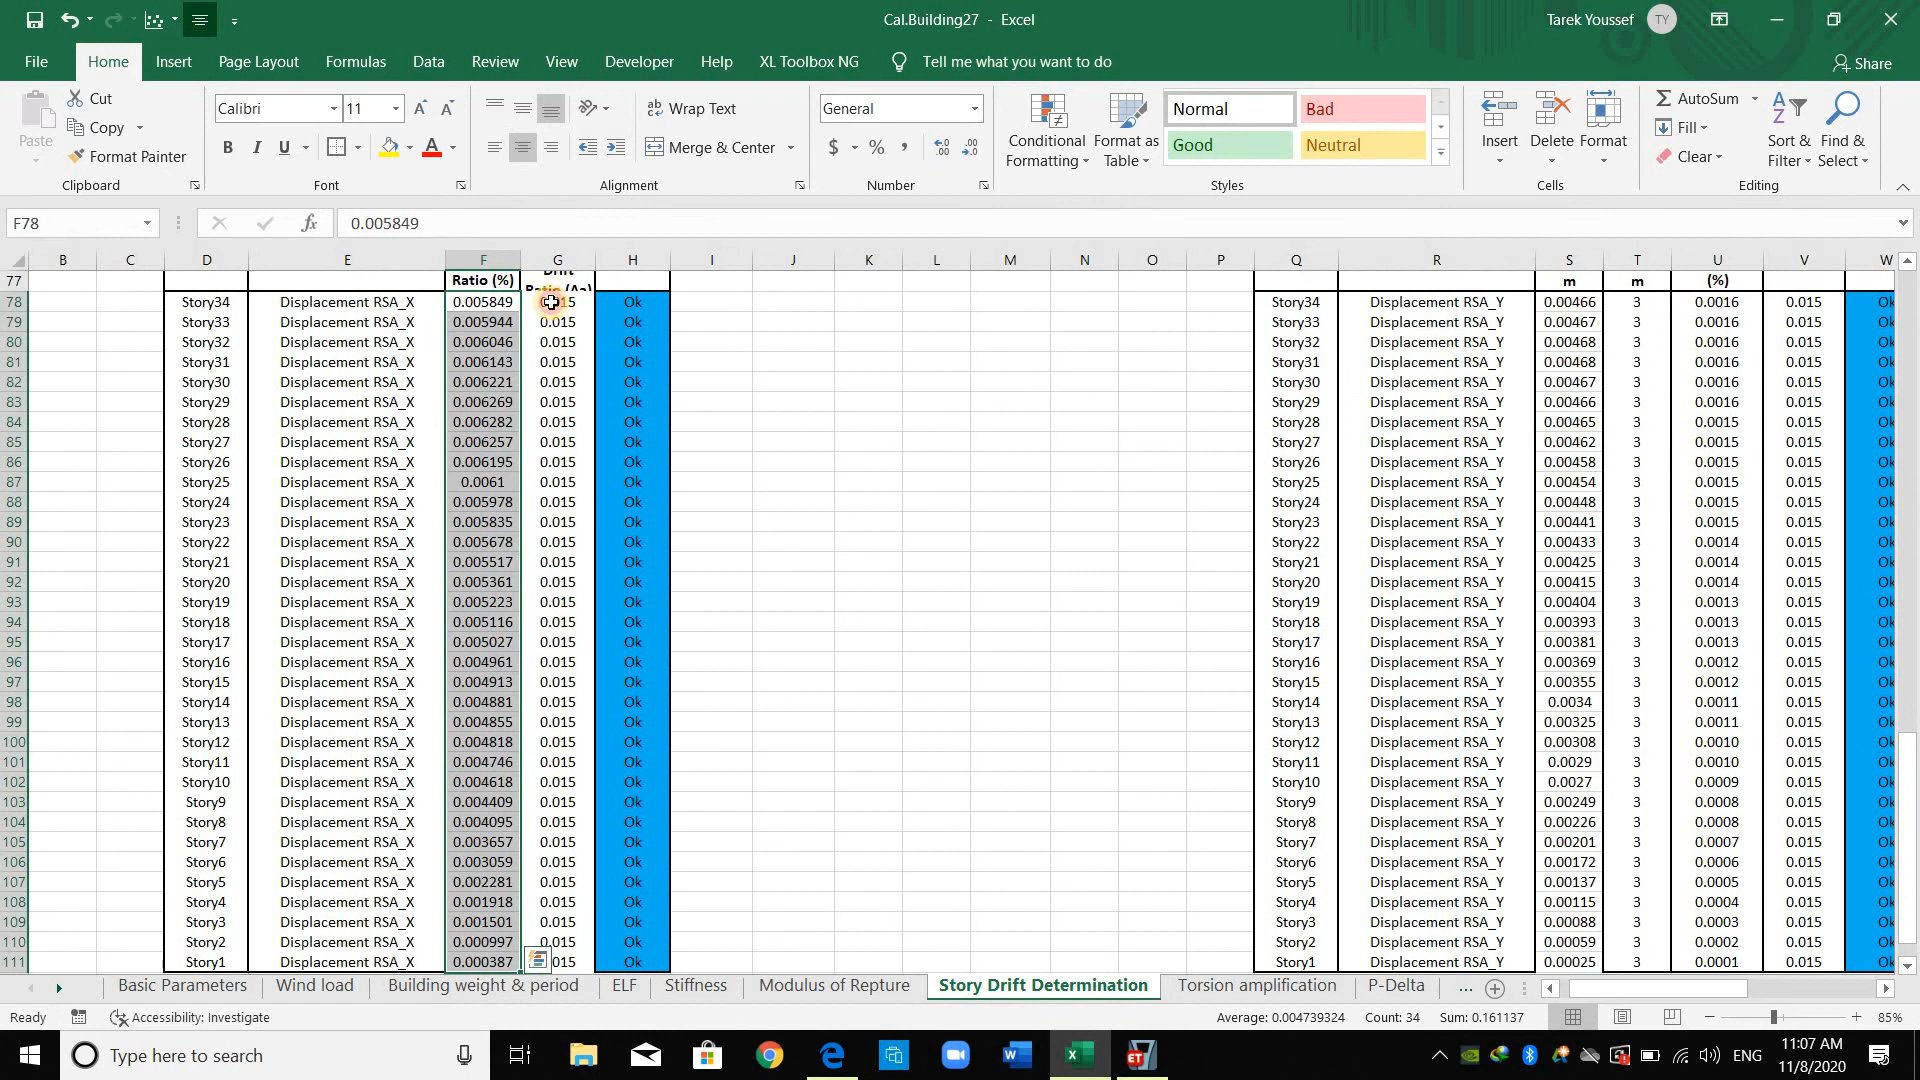 Cal.Building27 - Excel
Tarek Youssef
TY
File Home Insert Page Layout Formulas Data Review View Developer Help XL Toolbox NG Tell me what you want to do Share
Paste
Cut
Copy
Format Painter
Clipboard
Calibri 11
B I U
Font
Wrap Text
Merge & Center
Alignment
General
$ % ,
Number
Conditional Formatting
Format as Table
Normal Bad
Good Neutral
Styles
Insert Delete Format
Cells
AutoSum
Fill
Clear
Sort & Filter
Find & Select
Editing
F78 fx 0.005849
B C D E F G H I J K L M N O P Q R S T U V W
77 Ratio (%) m m (%)
78 Story34 Displacement RSA_X 0.005849 Ok Story34 Displacement RSA_Y 0.00466 3 0.0016 0.015 Ok
79 Story33 Displacement RSA_X 0.005944 0.015 Ok Story33 Displacement RSA_Y 0.00467 3 0.0016 0.015 Ok
80 Story32 Displacement RSA_X 0.006046 0.015 Ok Story32 Displacement RSA_Y 0.00468 3 0.0016 0.015 Ok
81 Story31 Displacement RSA_X 0.006143 0.015 Ok Story31 Displacement RSA_Y 0.00468 3 0.0016 0.015 Ok
82 Story30 Displacement RSA_X 0.006221 0.015 Ok Story30 Displacement RSA_Y 0.00467 3 0.0016 0.015 Ok
83 Story29 Displacement RSA_X 0.006269 0.015 Ok Story29 Displacement RSA_Y 0.00466 3 0.0016 0.015 Ok
84 Story28 Displacement RSA_X 0.006282 0.015 Ok Story28 Displacement RSA_Y 0.00465 3 0.0015 0.015 Ok
85 Story27 Displacement RSA_X 0.006257 0.015 Ok Story27 Displacement RSA_Y 0.00462 3 0.0015 0.015 Ok
86 Story26 Displacement RSA_X 0.006195 0.015 Ok Story26 Displacement RSA_Y 0.00458 3 0.0015 0.015 Ok
87 Story25 Displacement RSA_X 0.0061 0.015 Ok Story25 Displacement RSA_Y 0.00454 3 0.0015 0.015 Ok
88 Story24 Displacement RSA_X 0.005978 0.015 Ok Story24 Displacement RSA_Y 0.00448 3 0.0015 0.015 Ok
89 Story23 Displacement RSA_X 0.005835 0.015 Ok Story23 Displacement RSA_Y 0.00441 3 0.0015 0.015 Ok
90 Story22 Displacement RSA_X 0.005678 0.015 Ok Story22 Displacement RSA_Y 0.00433 3 0.0014 0.015 Ok
91 Story21 Displacement RSA_X 0.005517 0.015 Ok Story21 Displacement RSA_Y 0.00425 3 0.0014 0.015 Ok
92 Story20 Displacement RSA_X 0.005361 0.015 Ok Story20 Displacement RSA_Y 0.00415 3 0.0014 0.015 Ok
93 Story19 Displacement RSA_X 0.005223 0.015 Ok Story19 Displacement RSA_Y 0.00404 3 0.0013 0.015 Ok
94 Story18 Displacement RSA_X 0.005116 0.015 Ok Story18 Displacement RSA_Y 0.00393 3 0.0013 0.015 Ok
95 Story17 Displacement RSA_X 0.005027 0.015 Ok Story17 Displacement RSA_Y 0.00381 3 0.0013 0.015 Ok
96 Story16 Displacement RSA_X 0.004961 0.015 Ok Story16 Displacement RSA_Y 0.00369 3 0.0012 0.015 Ok
97 Story15 Displacement RSA_X 0.004913 0.015 Ok Story15 Displacement RSA_Y 0.00355 3 0.0012 0.015 Ok
98 Story14 Displacement RSA_X 0.004881 0.015 Ok Story14 Displacement RSA_Y 0.0034 3 0.0011 0.015 Ok
99 Story13 Displacement RSA_X 0.004855 0.015 Ok Story13 Displacement RSA_Y 0.00325 3 0.0011 0.015 Ok
100 Story12 Displacement RSA_X 0.004818 0.015 Ok Story12 Displacement RSA_Y 0.00308 3 0.0010 0.015 Ok
101 Story11 Displacement RSA_X 0.004746 0.015 Ok Story11 Displacement RSA_Y 0.0029 3 0.0010 0.015 Ok
102 Story10 Displacement RSA_X 0.004618 0.015 Ok Story10 Displacement RSA_Y 0.0027 3 0.0009 0.015 Ok
103 Story9 Displacement RSA_X 0.004409 0.015 Ok Story9 Displacement RSA_Y 0.00249 3 0.0008 0.015 Ok
104 Story8 Displacement RSA_X 0.004095 0.015 Ok Story8 Displacement RSA_Y 0.00226 3 0.0008 0.015 Ok
105 Story7 Displacement RSA_X 0.003657 0.015 Ok Story7 Displacement RSA_Y 0.00201 3 0.0007 0.015 Ok
106 Story6 Displacement RSA_X 0.003059 0.015 Ok Story6 Displacement RSA_Y 0.00172 3 0.0006 0.015 Ok
107 Story5 Displacement RSA_X 0.002281 0.015 Ok Story5 Displacement RSA_Y 0.00137 3 0.0005 0.015 Ok
108 Story4 Displacement RSA_X 0.001918 0.015 Ok Story4 Displacement RSA_Y 0.00115 3 0.0004 0.015 Ok
109 Story3 Displacement RSA_X 0.001501 0.015 Ok Story3 Displacement RSA_Y 0.00088 3 0.0003 0.015 Ok
110 Story2 Displacement RSA_X 0.000997 0.015 Ok Story2 Displacement RSA_Y 0.00059 3 0.0002 0.015 Ok
111 Story1 Displacement RSA_X 0.000387 015 Ok Story1 Displacement RSA_Y 0.00025 3 0.0001 0.015 Ok
Basic Parameters Wind load Building weight & period ELF Stiffness Modulus of Repture Story Drift Determination Torsion amplification P-Delta ...
Ready Accessibility: Investigate Average: 0.004739324 Count: 34 Sum: 0.161137 85%
Type here to search
ENG
11:07 AM
11/8/2020